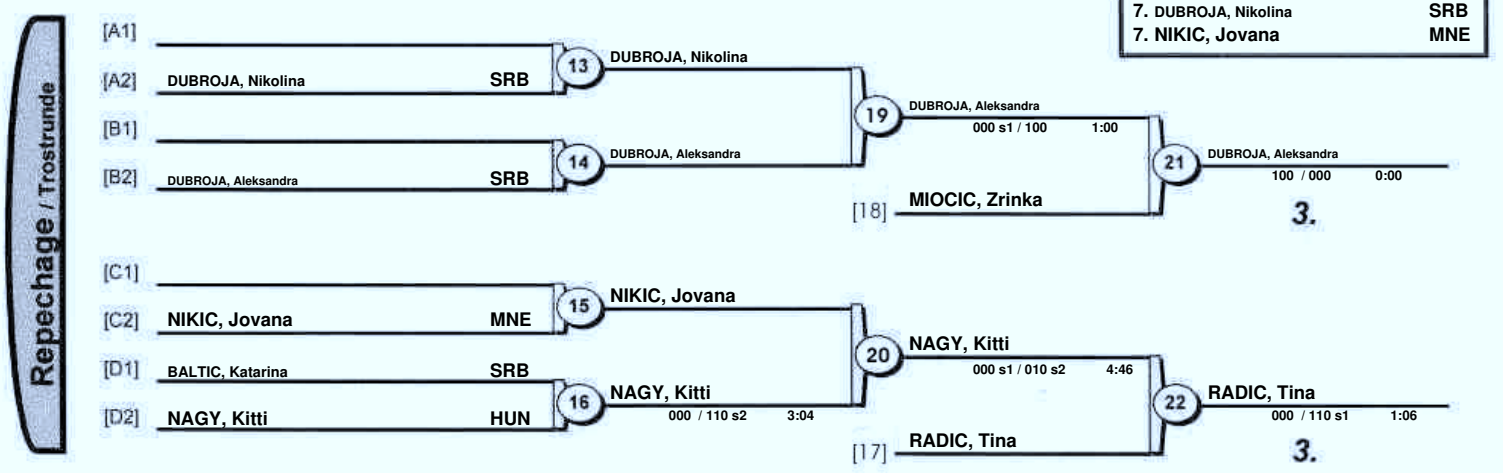 7. DUBROJA, Nikolina SRB
7. NIKIC, Jovana MNE
Repechage / Trostrunde
[A1]
13 DUBROJA, Nikolina
[A2] DUBROJA, Nikolina SRB
19 DUBROJA, Aleksandra
000 s1 / 100 1:00
[B1]
14 DUBROJA, Aleksandra
[B2] DUBROJA, Aleksandra SRB
21 DUBROJA, Aleksandra
100 / 000 0:00
[18] MIOCIC, Zrinka
3.
[C1]
15 NIKIC, Jovana
[C2] NIKIC, Jovana MNE
20 NAGY, Kitti
000 s1 / 010 s2 4:46
[D1] BALTIC, Katarina SRB
16 NAGY, Kitti
000 / 110 s2 3:04
[D2] NAGY, Kitti HUN
22 RADIC, Tina
000 / 110 s1 1:06
[17] RADIC, Tina
3.